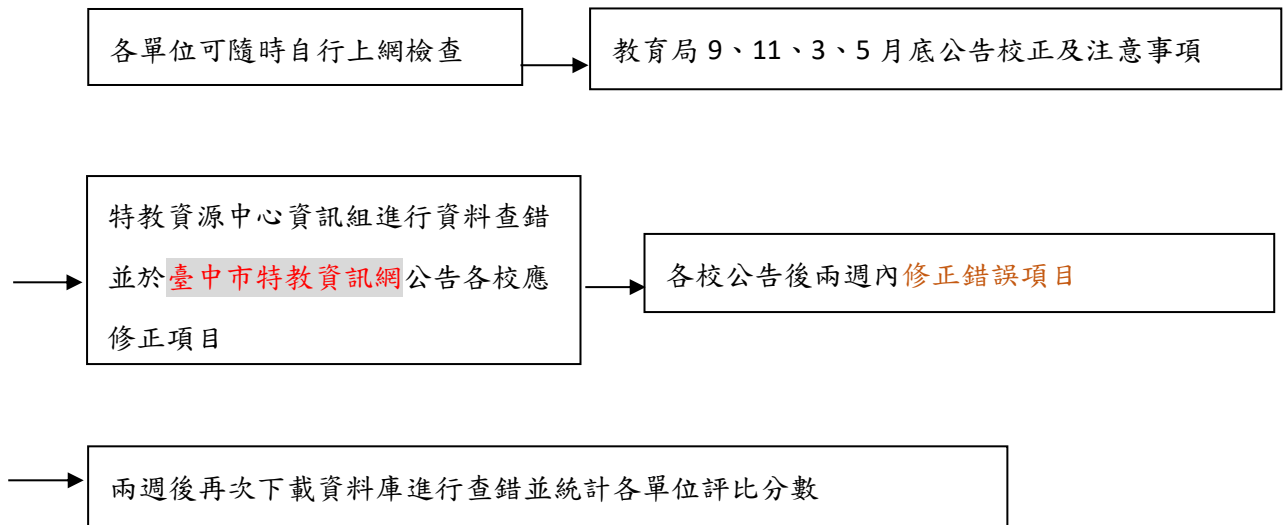 各單位可隨時自行上網檢查
教育局 9、11、3、5 月底公告校正及注意事項
特教資源中心資訊組進行資料查錯
並於臺中市特教資訊網公告各校應
修正項目
各校公告後兩週內修正錯誤項目
兩週後再次下載資料庫進行查錯並統計各單位評比分數